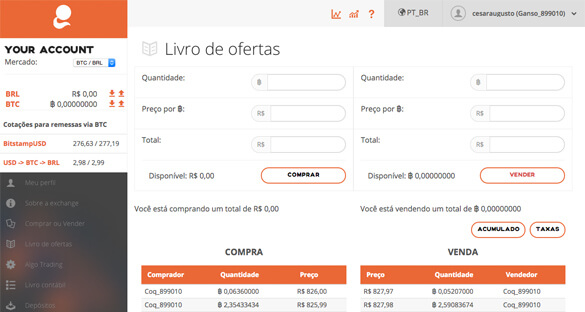 PT_BR cesaraugusto (Ganso_899010)
YOUR ACCOUNT
Mercado: BTC / BRL
BRL R$ 0,00
BTC ฿ 0,00000000
Cotações para remessas via BTC
BitstampUSD 276,63 / 277,19
USD -> BTC -> BRL 2,98 / 2,99
Meu perfil
Sobre a exchange
Comprar ou Vender
Livro de ofertas
Algo Trading
Livro contábil
Depósitos
Livro de ofertas
Quantidade: ฿
Preço por ฿: R$
Total: R$
Disponível: R$ 0,00 COMPRAR
Quantidade: ฿
Preço por ฿: R$
Total: R$
Disponível: ฿ 0,00000000 VENDER
Você está comprando um total de R$ 0,00
Você está vendendo um total de ฿ 0,00000000
ACUMULADO TAXAS
COMPRA
Comprador Quantidade Preço
Coq_899010 ฿ 0,06360000 R$ 826,00
Coq_899010 ฿ 2,35433434 R$ 825,99
VENDA
Preço Quantidade Vendedor
R$ 827,97 ฿ 0,05207000 Coq_899010
R$ 827,98 ฿ 2,59083674 Coq_899010